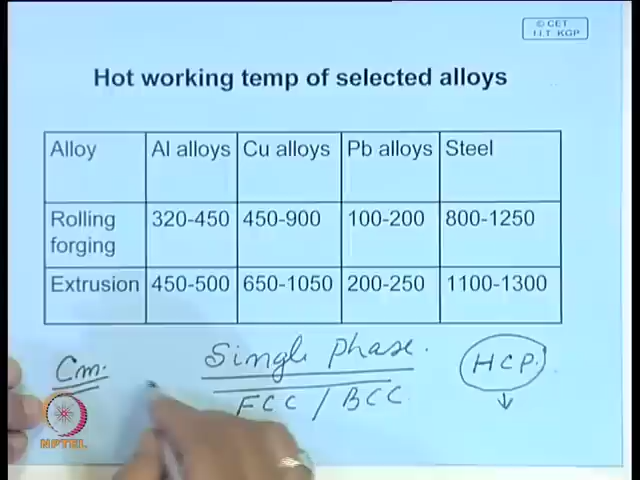 © CET
I.I.T. KGP
Hot working temp of selected alloys
Alloy Al alloys Cu alloys Pb alloys Steel
Rolling forging 320-450 450-900 100-200 800-1250
Extrusion 450-500 650-1050 200-250 1100-1300
Cm. Single phase. HCP.
FCC / BCC
NPTEL